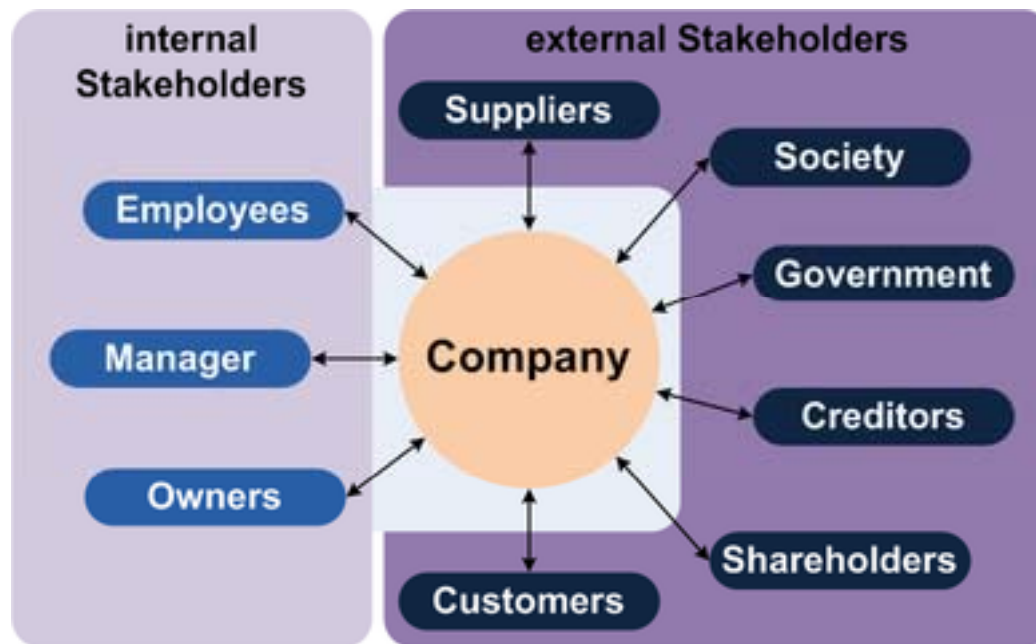 internal
Stakeholders
external Stakeholders
Suppliers
Society
Employees
Government
Manager
Company
Creditors
Owners
Shareholders
Customers